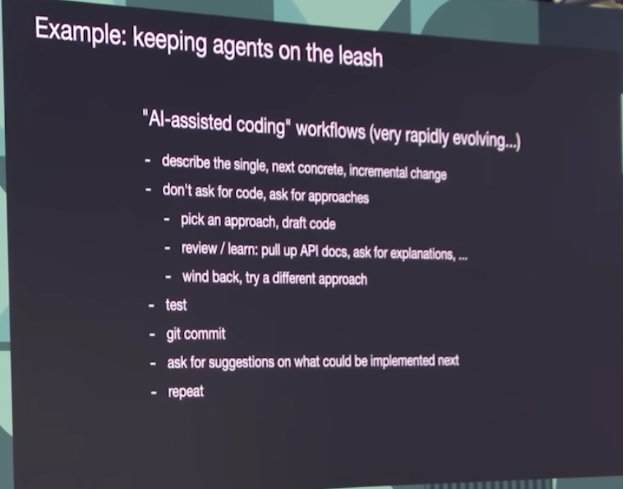 Example: keeping agents on the leash
"AI-assisted coding" workflows (very rapidly evolving...)
- describe the single, next concrete, incremental change
- don't ask for code, ask for approaches
- pick an approach, draft code
- review / learn: pull up API docs, ask for explanations, ...
- wind back, try a different approach
- test
- git commit
- ask for suggestions on what could be implemented next
- repeat